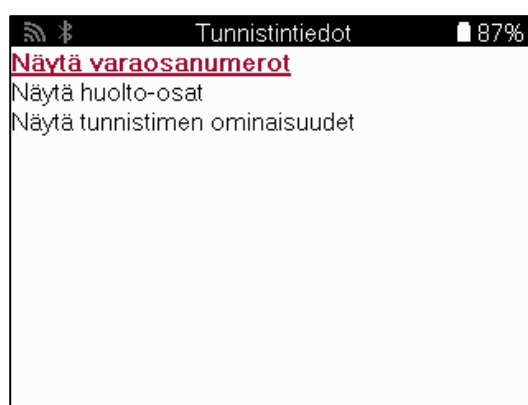 Tunnistintiedot 87%
Näytä varaosanumerot
Näytä huolto-osat
Näytä tunnistimen ominaisuudet